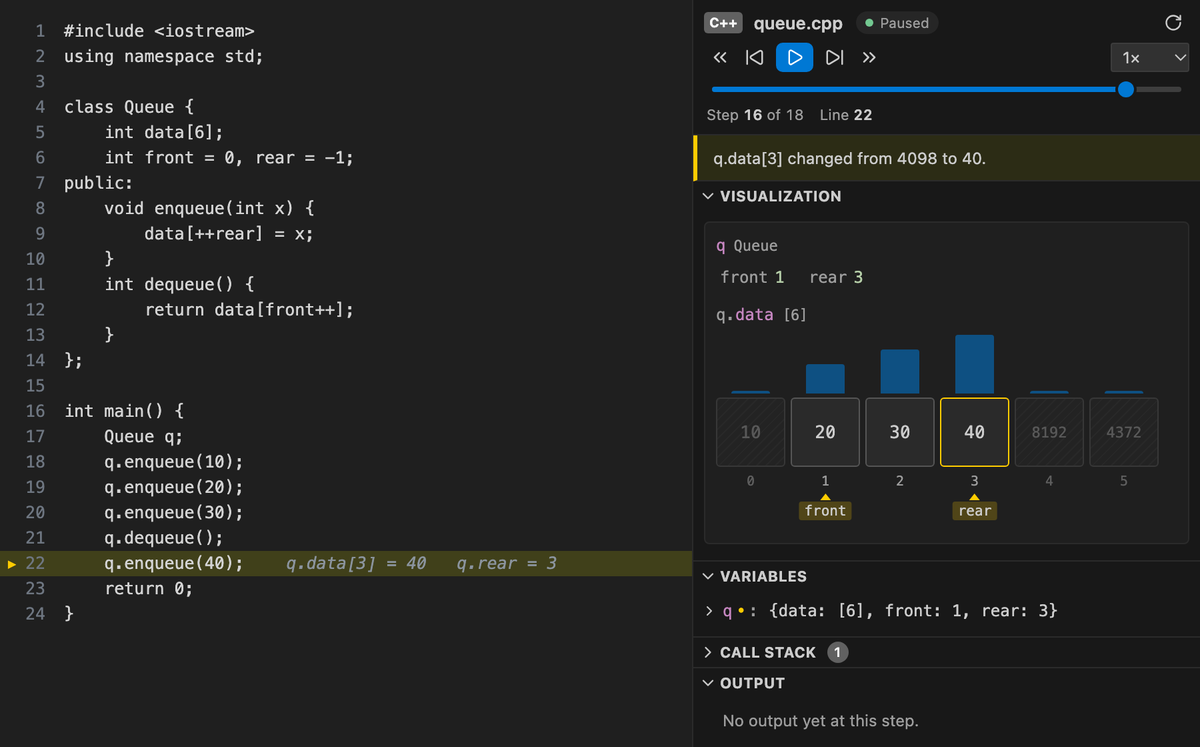 1 #include <iostream>
2 using namespace std;
3
4 class Queue {
5     int data[6];
6     int front = 0, rear = -1;
7 public:
8     void enqueue(int x) {
9         data[++rear] = x;
10     }
11     int dequeue() {
12         return data[front++];
13     }
14 };
15
16 int main() {
17     Queue q;
18     q.enqueue(10);
19     q.enqueue(20);
20     q.enqueue(30);
21     q.dequeue();
22     q.enqueue(40);    q.data[3] = 40   q.rear = 3
23     return 0;
24 }
C++ queue.cpp Paused
1x
Step 16 of 18 Line 22
q.data[3] changed from 4098 to 40.
VISUALIZATION
q Queue
front 1 rear 3
q.data [6]
10 20 30 40 8192 4372
0 1 2 3 4 5
front rear
VARIABLES
q•: {data: [6], front: 1, rear: 3}
CALL STACK 1
OUTPUT
No output yet at this step.